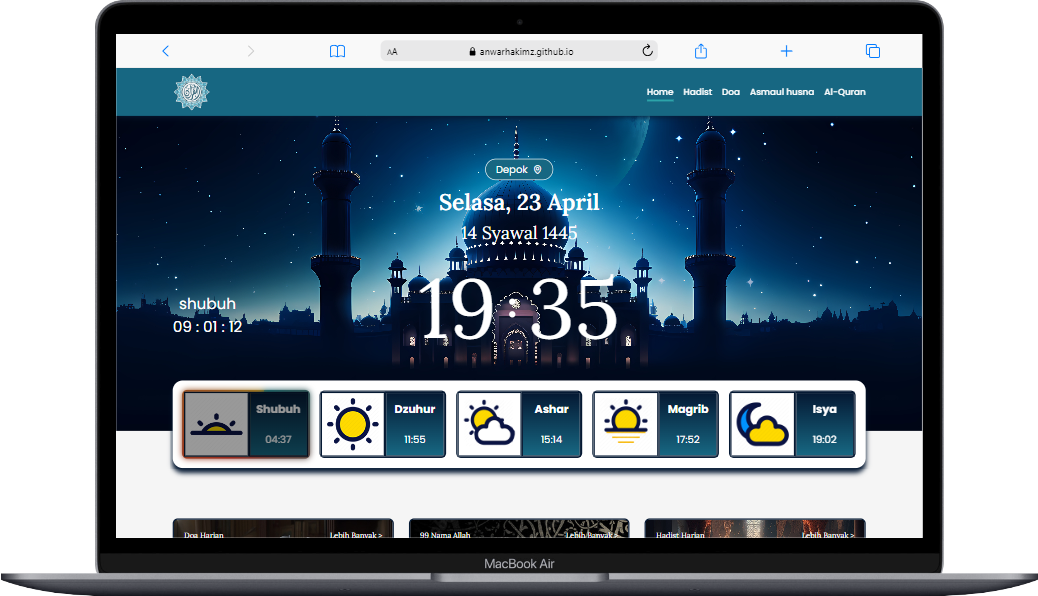 AA anwarhakimz.github.io
Home Hadist Doa Asmaul husna Al-Quran
Depok
Selasa, 23 April
14 Syawal 1445
19:35
shubuh
09 : 01 : 12
Shubuh
04:37
Dzuhur
11:55
Ashar
15:14
Magrib
17:52
Isya
19:02
Doa Harian Lebih Banyak >
99 Nama Allah Lebih Banyak >
Hadist Harian Lebih Banyak >
MacBook Air